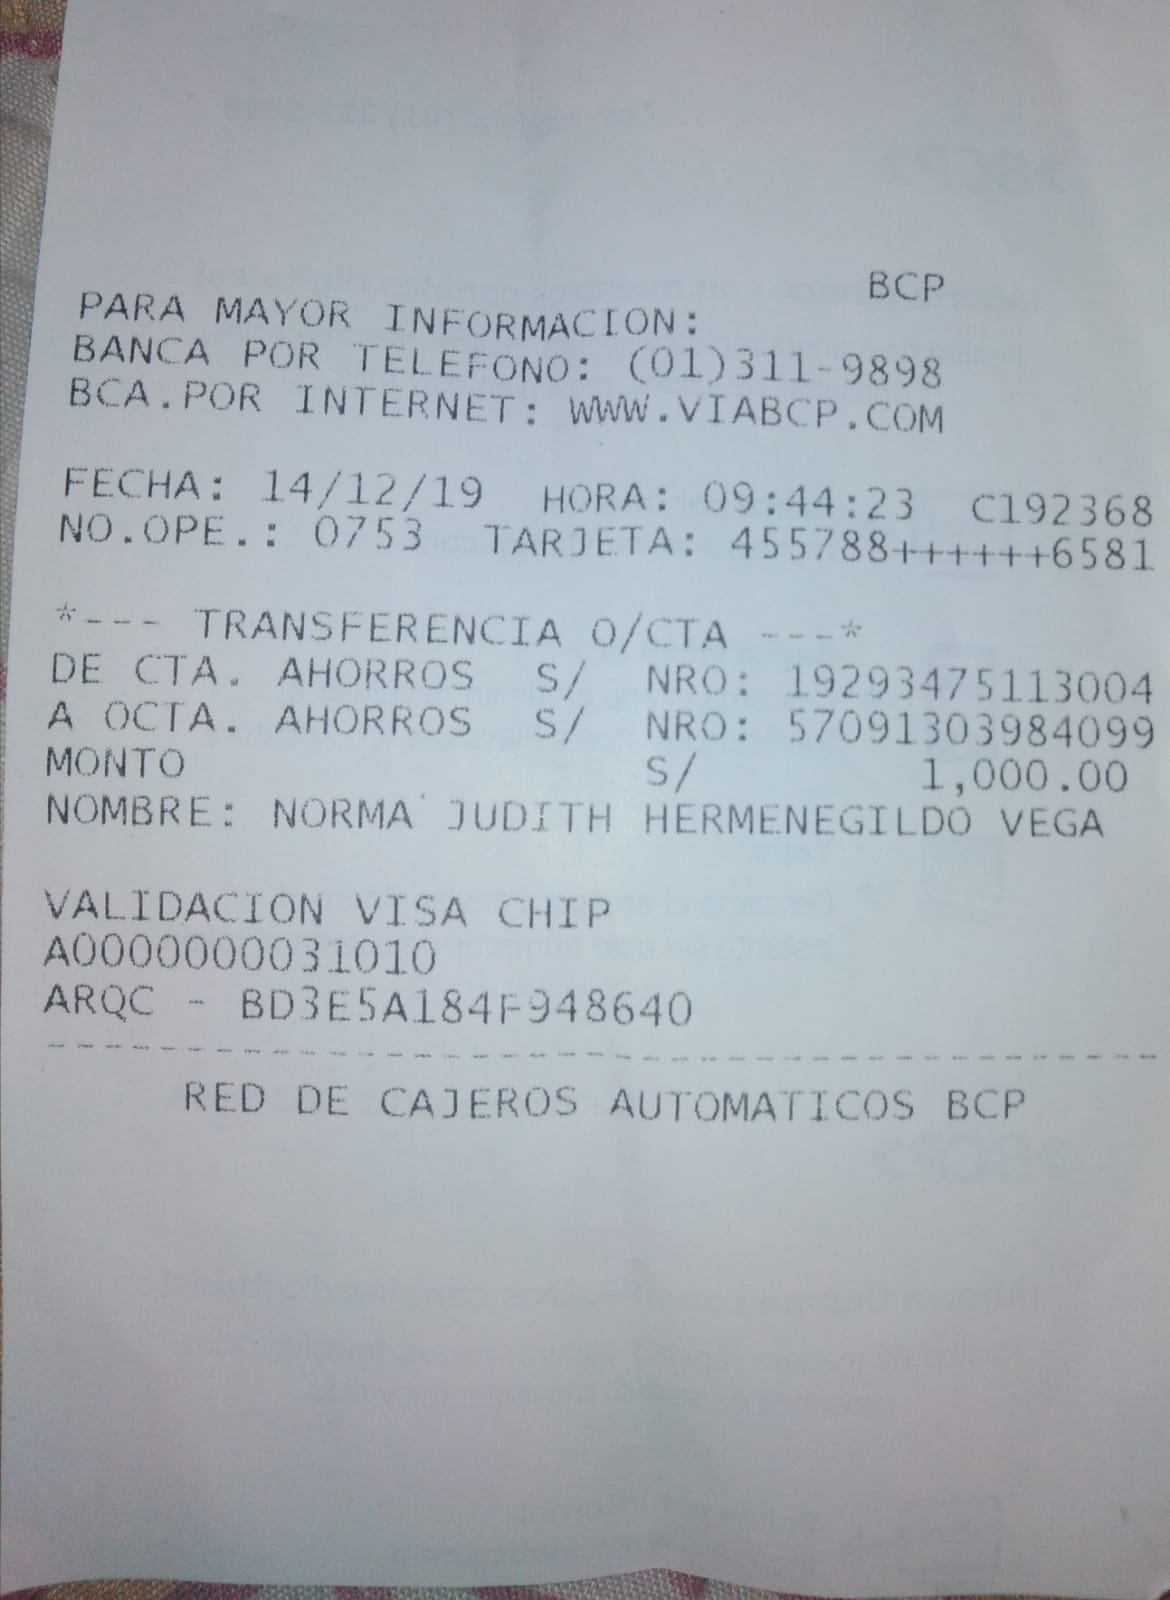 BCP
PARA MAYOR INFORMACION:
BANCA POR TELEFONO: (01)311-9898
BCA.POR INTERNET: WWW.VIABCP.COM
FECHA: 14/12/19 HORA: 09:44:23 C192368
NO.OPE.: 0753 TARJETA: 455788++++++6581
*--- TRANSFERENCIA O/CTA ---*
DE CTA. AHORROS S/ NRO: 19293475113004
A OCTA. AHORROS S/ NRO: 57091303984099
MONTO S/ 1,000.00
NOMBRE: NORMA JUDITH HERMENEGILDO VEGA
VALIDACION VISA CHIP
A0000000031010
ARQC - BD3E5A184F948640
--------------------------------------------
RED DE CAJEROS AUTOMATICOS BCP